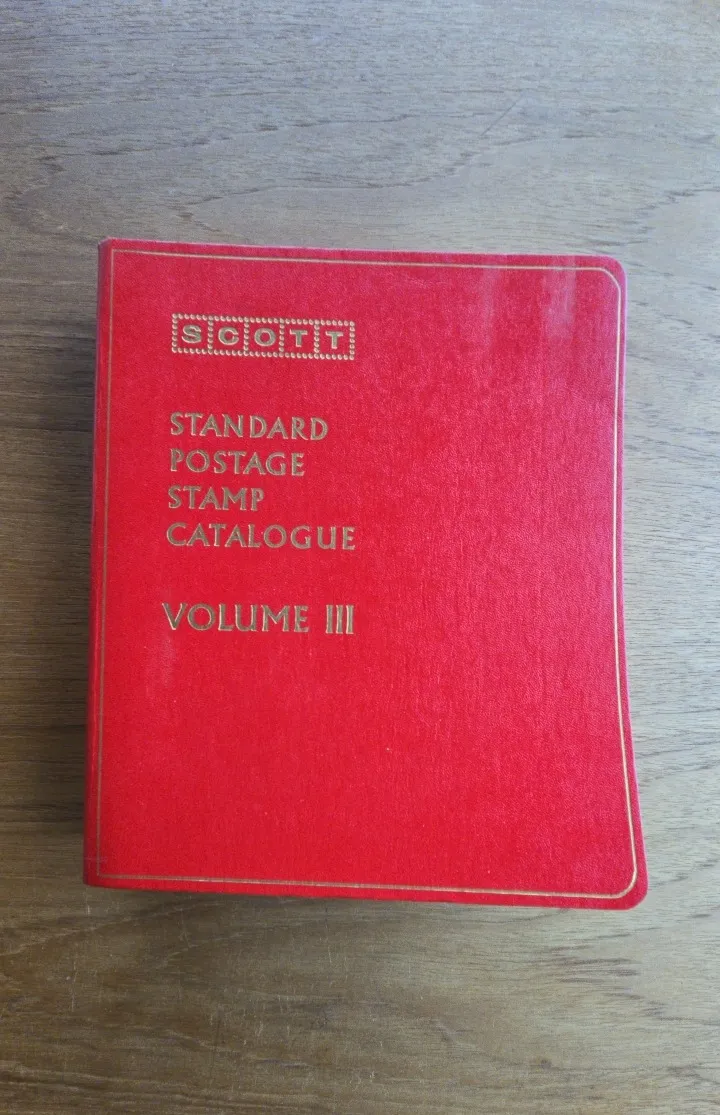 SCOTT
STANDARD
POSTAGE
STAMP
CATALOGUE
VOLUME III